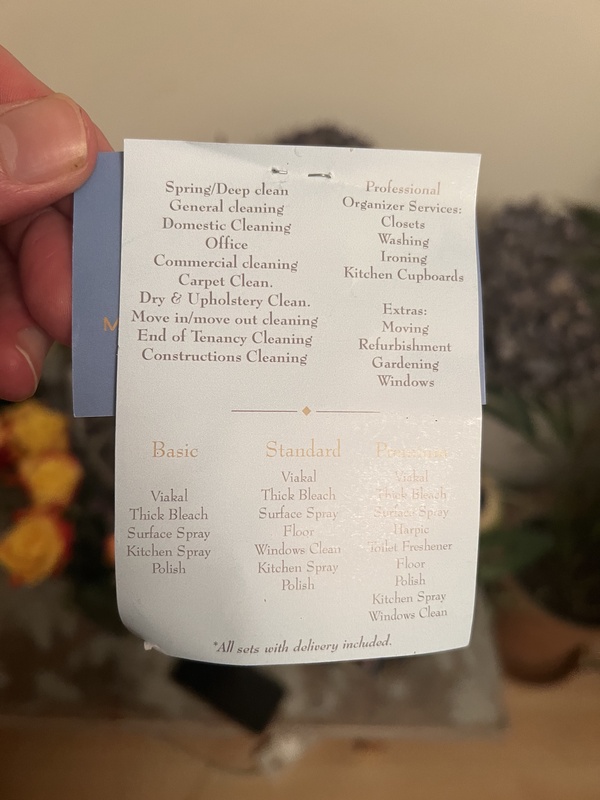 Spring/Deep clean
General cleaning
Domestic Cleaning
Office
Commercial cleaning
Carpet Clean.
Dry & Upholstery Clean.
Move in/move out cleaning
End of Tenancy Cleaning
Constructions Cleaning
Professional
Organizer Services:
Closets
Washing
Ironing
Kitchen Cupboards
Extras:
Moving
Refurbishment
Gardening
Windows
Basic
Viakal
Thick Bleach
Surface Spray
Kitchen Spray
Polish
Standard
Viakal
Thick Bleach
Surface Spray
Floor
Windows Clean
Kitchen Spray
Polish
Viakal
Thick Bleach
Surface Spray
Harpic
Toilet Freshener
Floor
Polish
Kitchen Spray
Windows Clean
*All sets with delivery included.
M